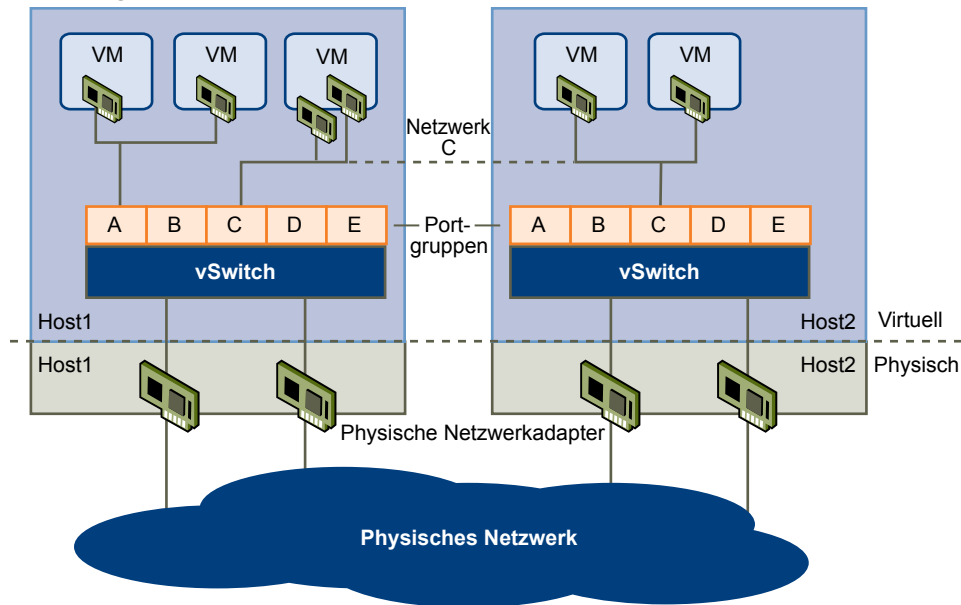 VM
VM
VM
VM
VM
Netzwerk
C
A B C D E
Port-
gruppen
A B C D E
vSwitch
vSwitch
Host1
Host2
Virtuell
Host1
Host2
Physisch
Physische Netzwerkadapter
Physisches Netzwerk